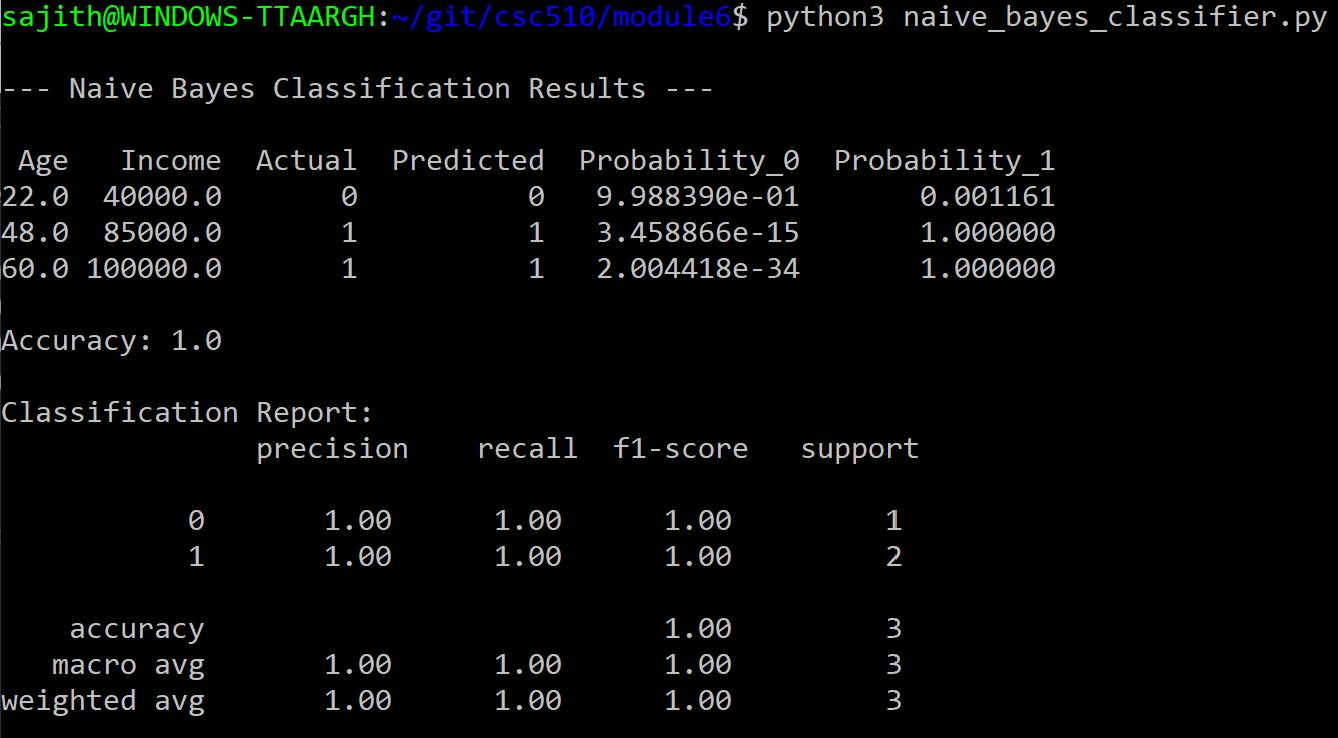 sajith@WINDOWS-TTAARGH:~/git/csc510/module6$ python3 naive_bayes_classifier.py
--- Naive Bayes Classification Results ---
Age Income Actual Predicted Probability_0 Probability_1
22.0 40000.0 0 0 9.988390e-01 0.001161
48.0 85000.0 1 1 3.458866e-15 1.000000
60.0 100000.0 1 1 2.004418e-34 1.000000
Accuracy: 1.0
Classification Report:
precision recall f1-score support
0 1.00 1.00 1.00 1
1 1.00 1.00 1.00 2
accuracy 1.00 3
macro avg 1.00 1.00 1.00 3
weighted avg 1.00 1.00 1.00 3